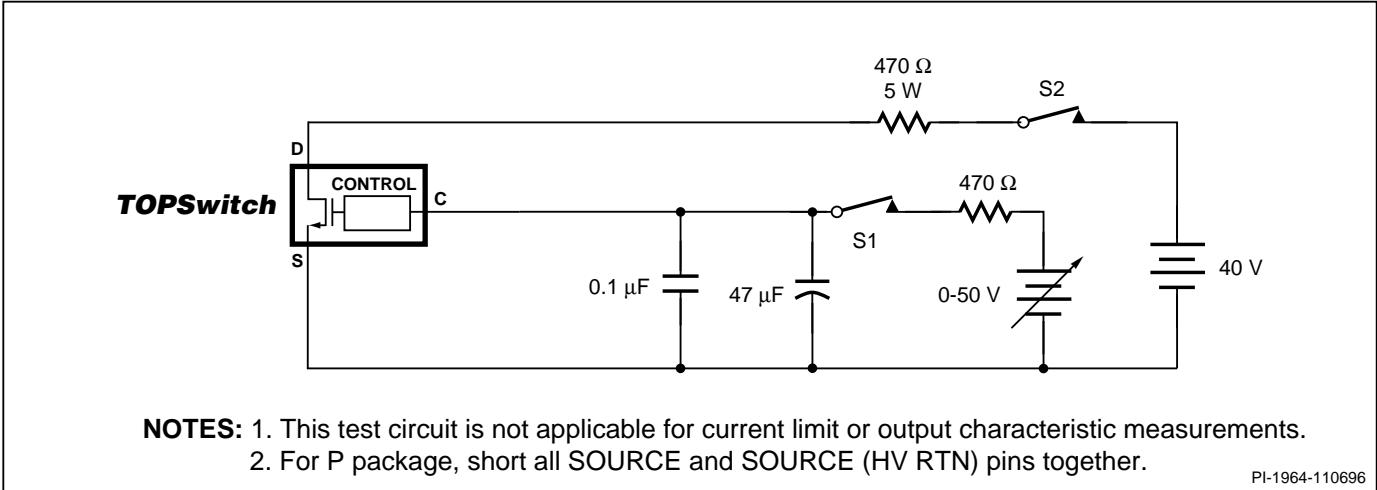 470 Ω
5 W
S2
D
CONTROL
TOPSwitch
C
470 Ω
S1
S
0.1 μF
47 μF
0-50 V
40 V
NOTES: 1. This test circuit is not applicable for current limit or output characteristic measurements.
2. For P package, short all SOURCE and SOURCE (HV RTN) pins together.
PI-1964-110696